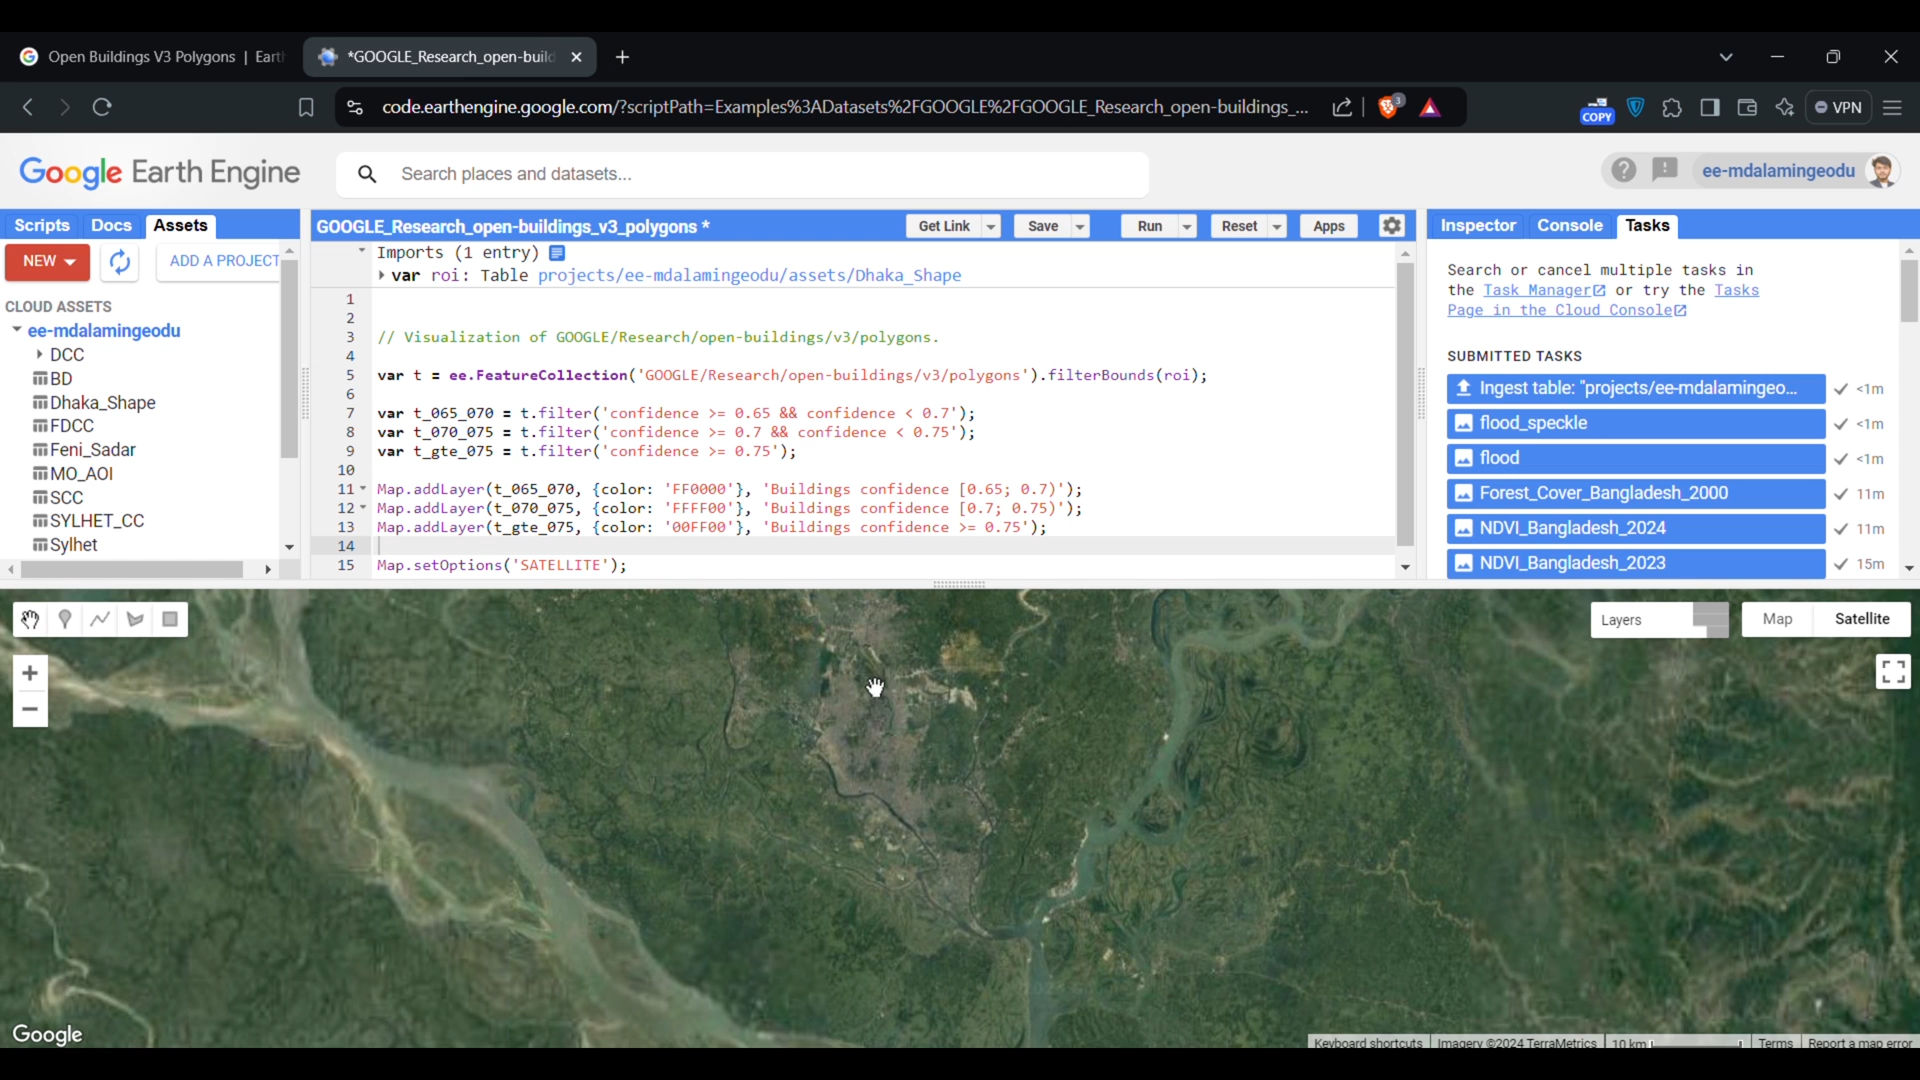 Open Buildings V3 Polygons | Eart
*GOOGLE_Research_open-build
code.earthengine.google.com/?scriptPath=Examples%3ADatasets%2FGOOGLE%2FGOOGLE_Research_open-buildings_...
3
COPY
VPN
Google Earth Engine
Search places and datasets...
ee-mdalamingeodu
Scripts
Docs
Assets
NEW
ADD A PROJECT
CLOUD ASSETS
ee-mdalamingeodu
DCC
BD
Dhaka_Shape
FDCC
Feni_Sadar
MO_AOI
SCC
SYLHET_CC
Sylhet
GOOGLE_Research_open-buildings_v3_polygons *
Get Link
Save
Run
Reset
Apps
Imports (1 entry)
var roi: Table projects/ee-mdalamingeodu/assets/Dhaka_Shape
1
2
3 // Visualization of GOOGLE/Research/open-buildings/v3/polygons.
4
5 var t = ee.FeatureCollection('GOOGLE/Research/open-buildings/v3/polygons').filterBounds(roi);
6
7 var t_065_070 = t.filter('confidence >= 0.65 && confidence < 0.7');
8 var t_070_075 = t.filter('confidence >= 0.7 && confidence < 0.75');
9 var t_gte_075 = t.filter('confidence >= 0.75');
10
11 Map.addLayer(t_065_070, {color: 'FF0000'}, 'Buildings confidence [0.65; 0.7)');
12 Map.addLayer(t_070_075, {color: 'FFFF00'}, 'Buildings confidence [0.7; 0.75)');
13 Map.addLayer(t_gte_075, {color: '00FF00'}, 'Buildings confidence >= 0.75');
14
15 Map.setOptions('SATELLITE');
Inspector
Console
Tasks
Search or cancel multiple tasks in
the Task Manager or try the Tasks
Page in the Cloud Console
SUBMITTED TASKS
Ingest table: "projects/ee-mdalamingeo... <1m
flood_speckle <1m
flood <1m
Forest_Cover_Bangladesh_2000 11m
NDVI_Bangladesh_2024 11m
NDVI_Bangladesh_2023 15m
Layers
Map
Satellite
Google
Keyboard shortcuts
Imagery ©2024 TerraMetrics
10 km
Terms
Report a map error